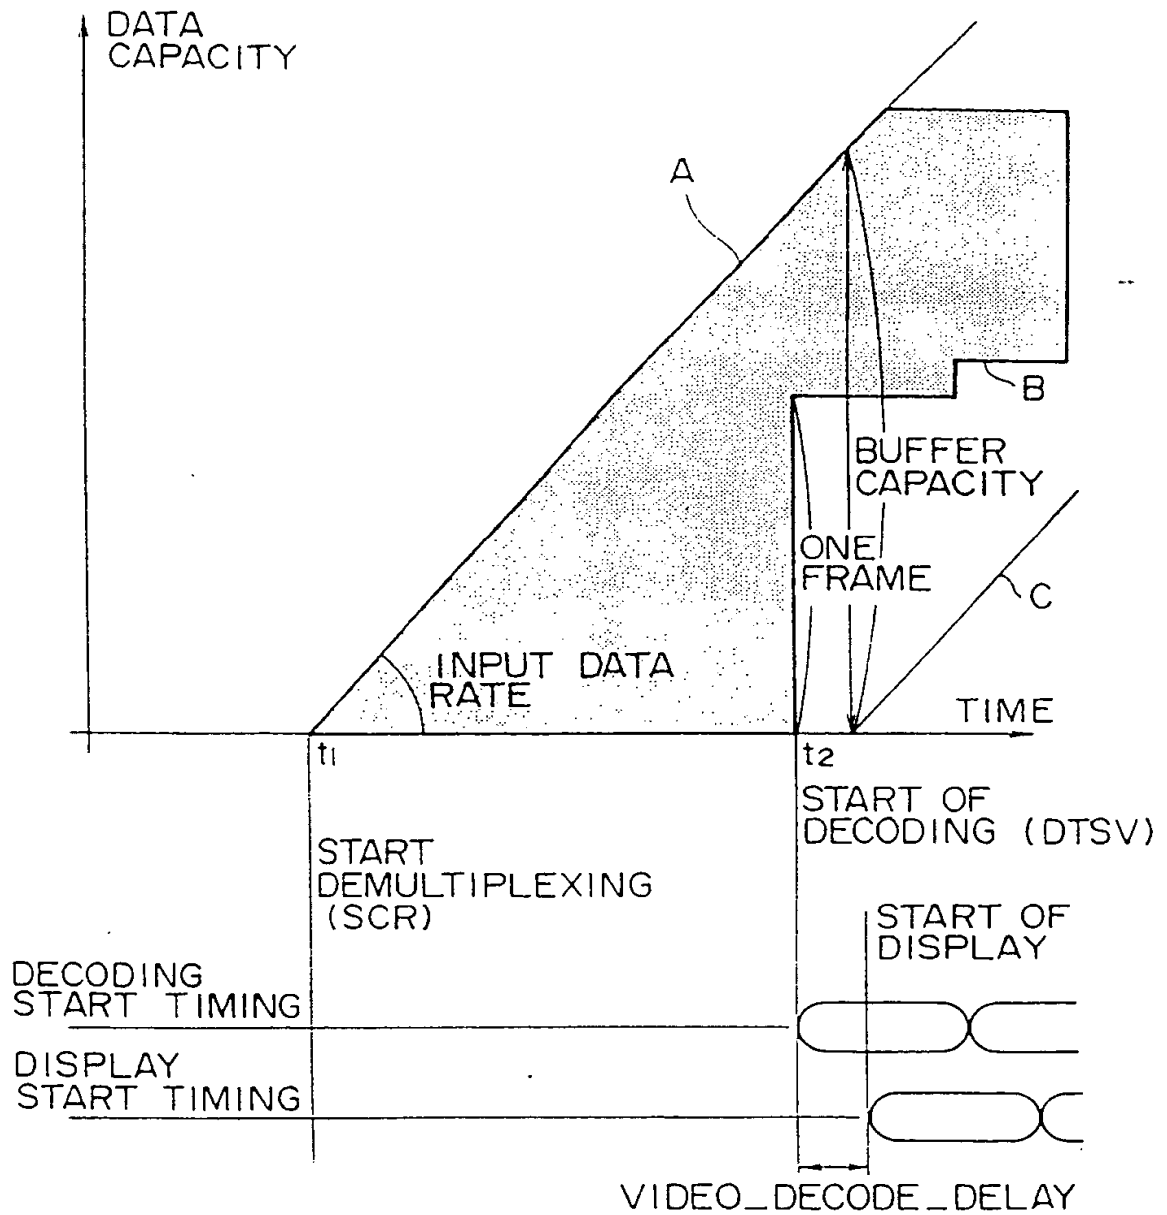 DATA
CAPACITY
A
B
BUFFER
CAPACITY
ONE
FRAME
C
INPUT DATA
RATE
TIME
t1
t2
START OF
DECODING (DTSV)
START
DEMULTIPLEXING
(SCR)
START OF
DISPLAY
DECODING
START TIMING
DISPLAY
START TIMING
VIDEO_DECODE_DELAY